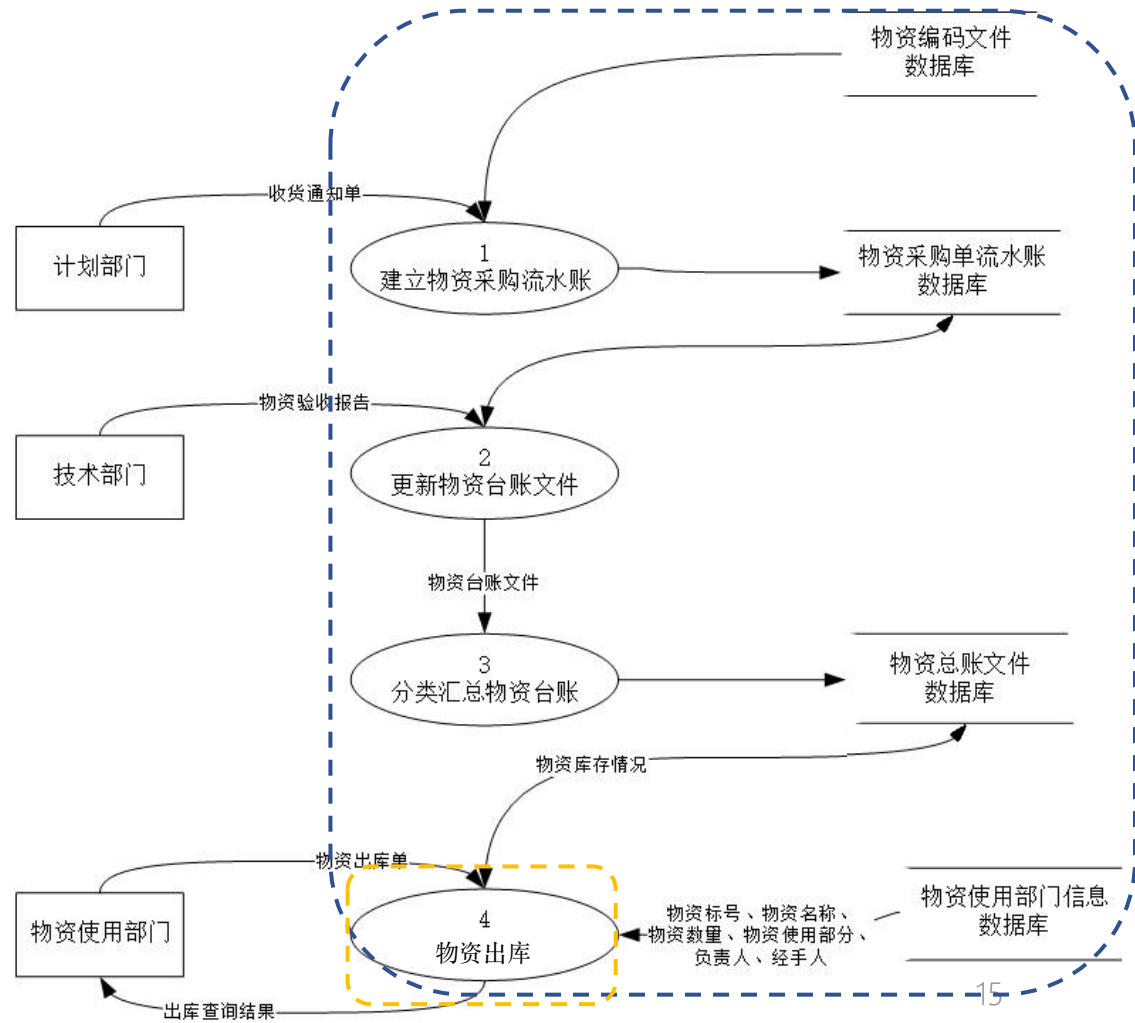 物资编码文件
数据库
收货通知单
计划部门
1
建立物资采购流水账
物资采购单流水账
数据库
物资验收报告
技术部门
2
更新物资台账文件
物资台账文件
3
分类汇总物资台账
物资总账文件
数据库
物资库存情况
物资出库单
物资使用部门
4
物资出库
物资标号、物资名称、
物资数量、物资使用部分、
负责人、经手人
物资使用部门信息
数据库
出库查询结果
15